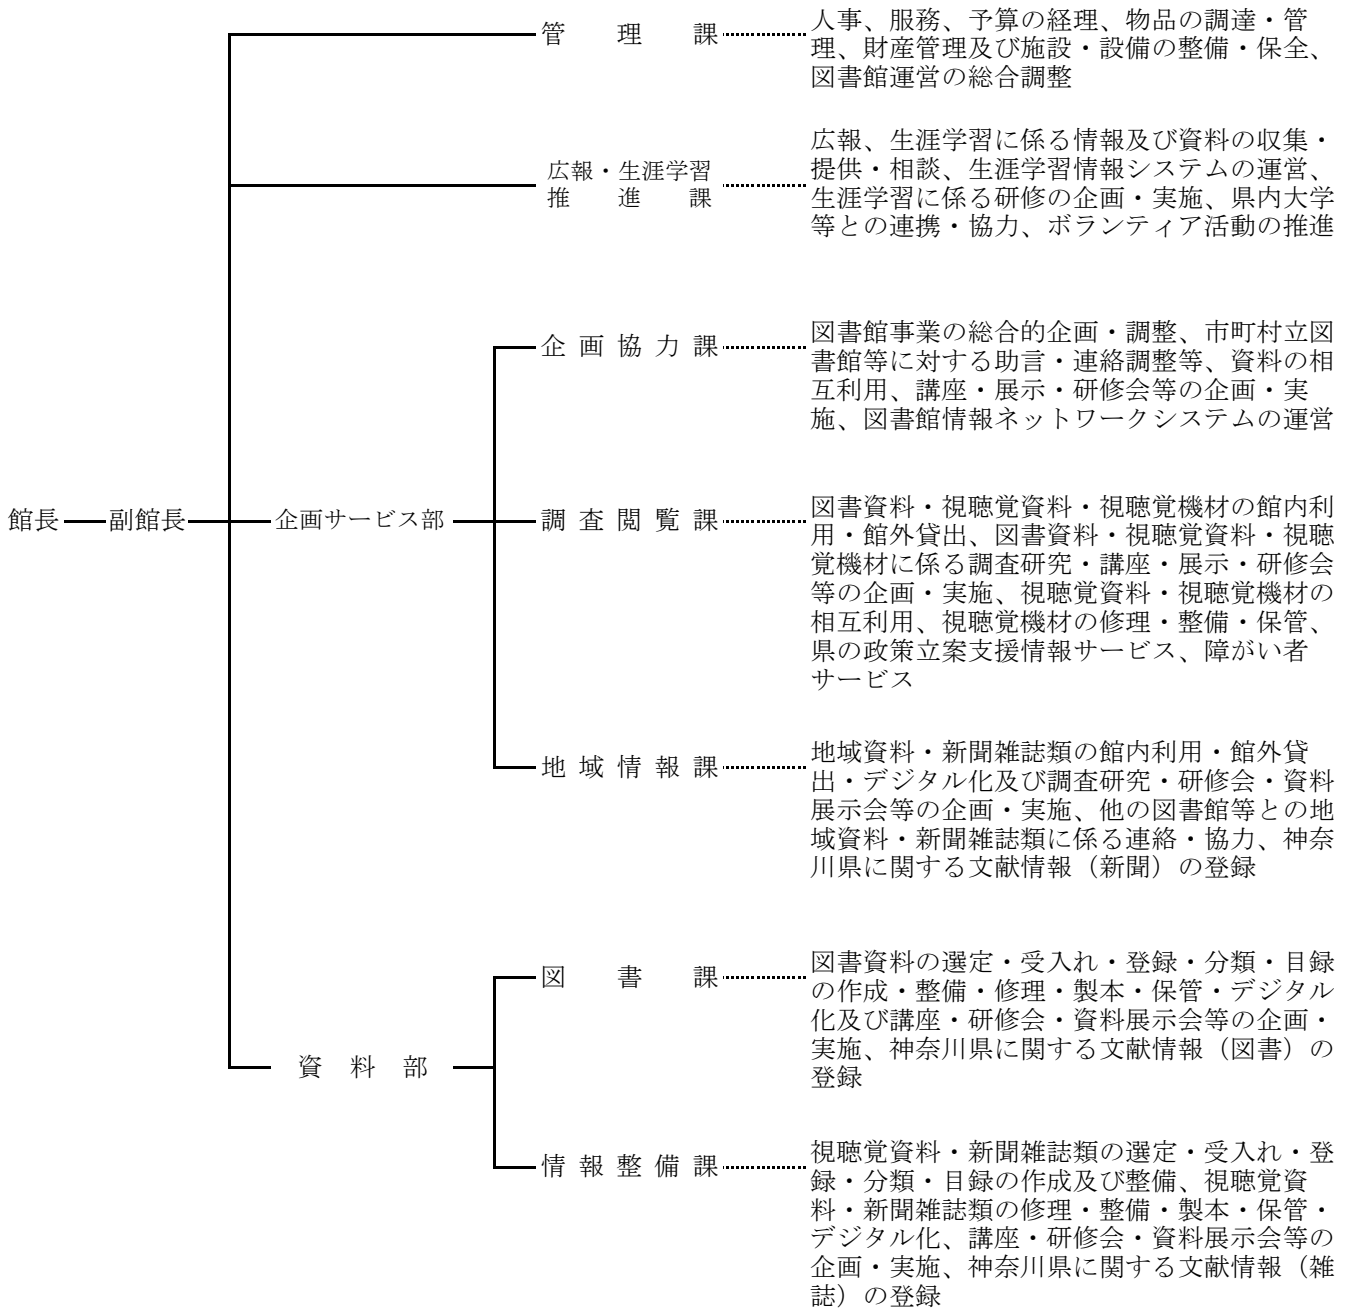 管理課
人事、服務、予算の経理、物品の調達・管
理、財産管理及び施設・設備の整備・保全、
図書館運営の総合調整
広報・生涯学習
推進課
広報、生涯学習に係る情報及び資料の収集・
提供・相談、生涯学習情報システムの運営、
生涯学習に係る研修の企画・実施、県内大学
等との連携・協力、ボランティア活動の推進
企画協力課
図書館事業の総合的企画・調整、市町村立図
書館等に対する助言・連絡調整等、資料の相
互利用、講座・展示・研修会等の企画・実
施、図書館情報ネットワークシステムの運営
館長
副館長
企画サービス部
調査閲覧課
図書資料・視聴覚資料・視聴覚機材の館内利
用・館外貸出、図書資料・視聴覚資料・視聴
覚機材に係る調査研究・講座・展示・研修会
等の企画・実施、視聴覚資料・視聴覚機材の
相互利用、視聴覚機材の修理・整備・保管、
県の政策立案支援情報サービス、障がい者
サービス
地域情報課
地域資料・新聞雑誌類の館内利用・館外貸
出・デジタル化及び調査研究・研修会・資料
展示会等の企画・実施、他の図書館等との地
域資料・新聞雑誌類に係る連絡・協力、神奈
川県に関する文献情報（新聞）の登録
資料部
図書課
図書資料の選定・受入れ・登録・分類・目録
の作成・整備・修理・製本・保管・デジタル
化及び講座・研修会・資料展示会等の企画・
実施、神奈川県に関する文献情報（図書）の
登録
情報整備課
視聴覚資料・新聞雑誌類の選定・受入れ・登
録・分類・目録の作成及び整備、視聴覚資
料・新聞雑誌類の修理・整備・製本・保管・
デジタル化、講座・研修会・資料展示会等の
企画・実施、神奈川県に関する文献情報（雑
誌）の登録